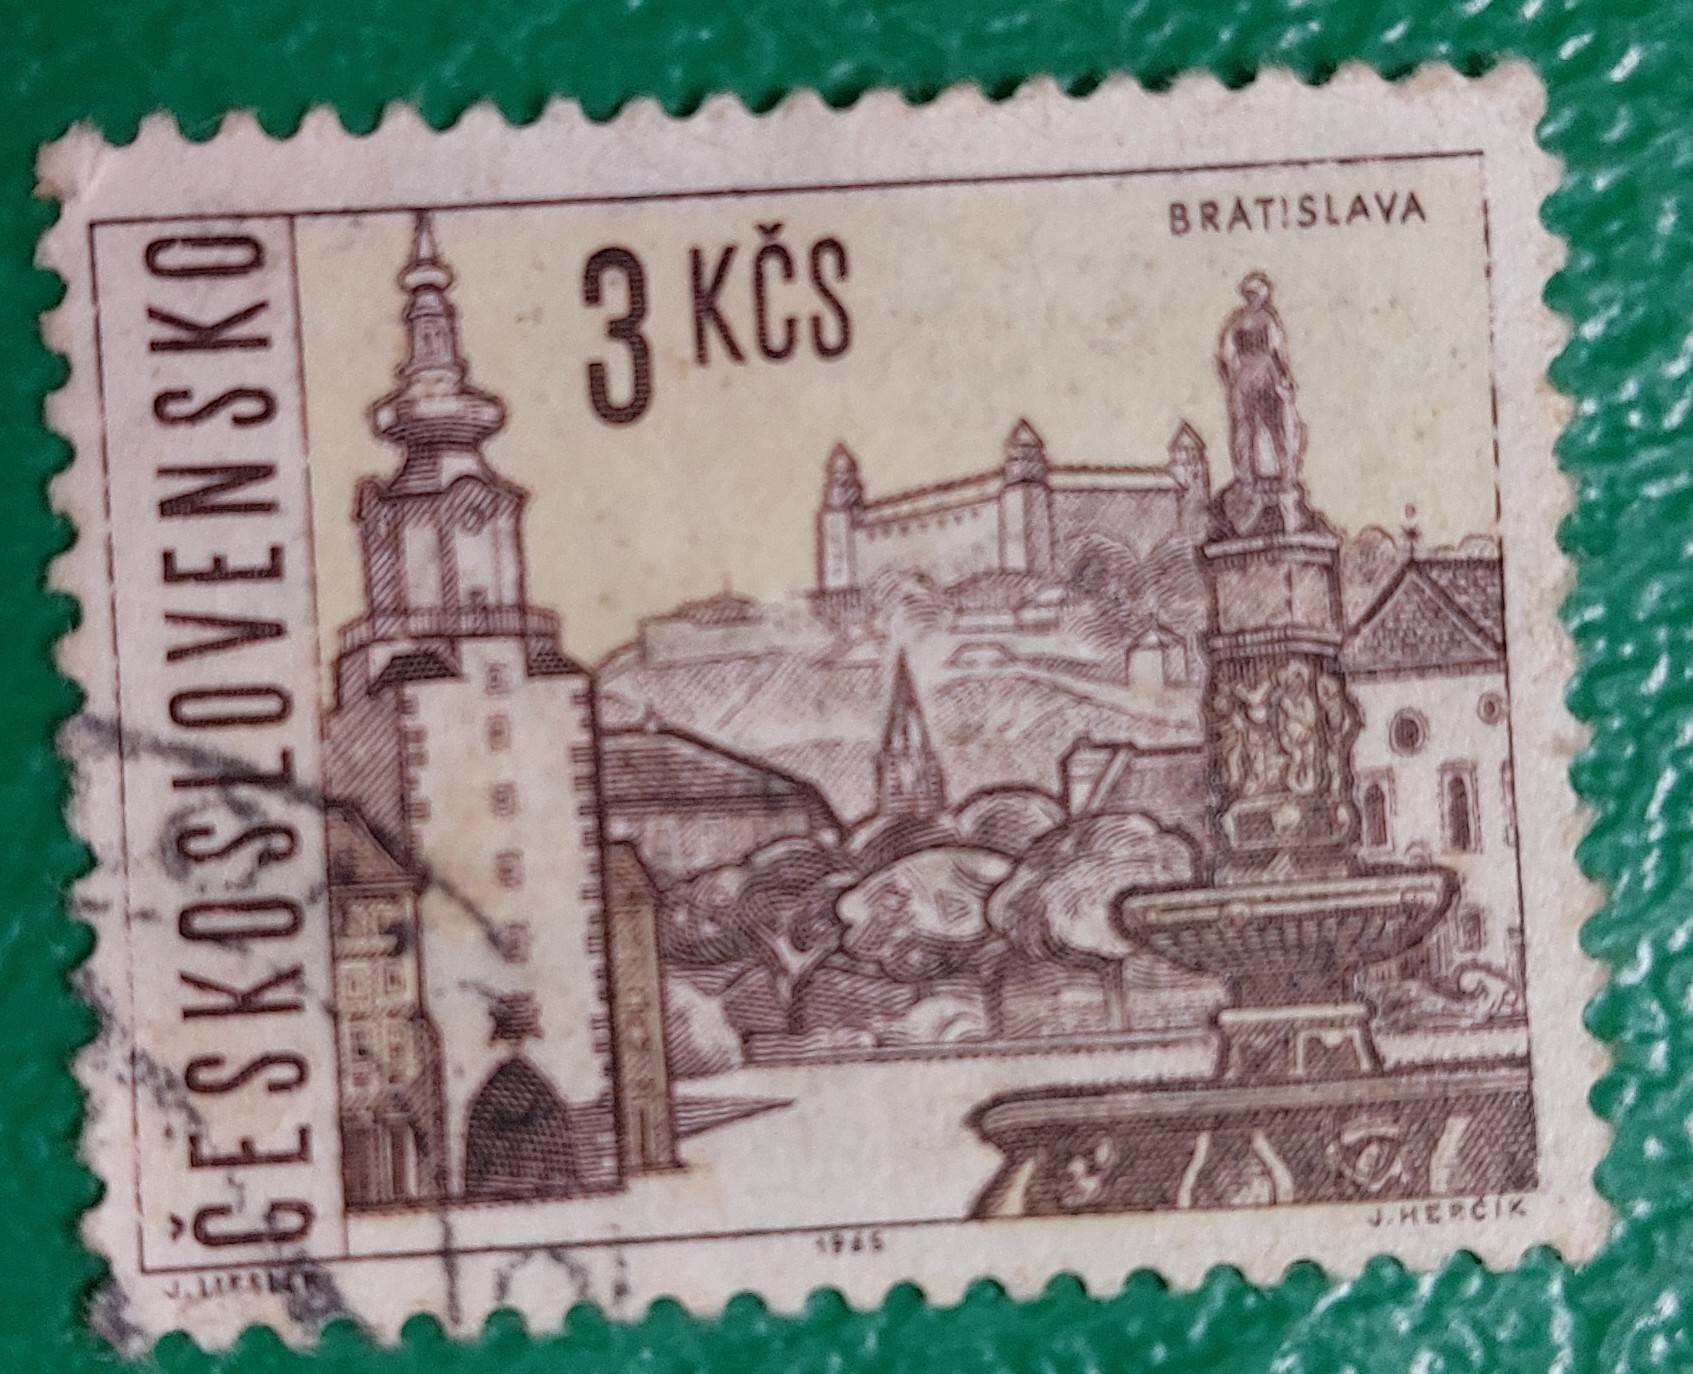 ČESKOSLOVENSKO
3 KČS
BRATISLAVA
1965
J. HERČÍK